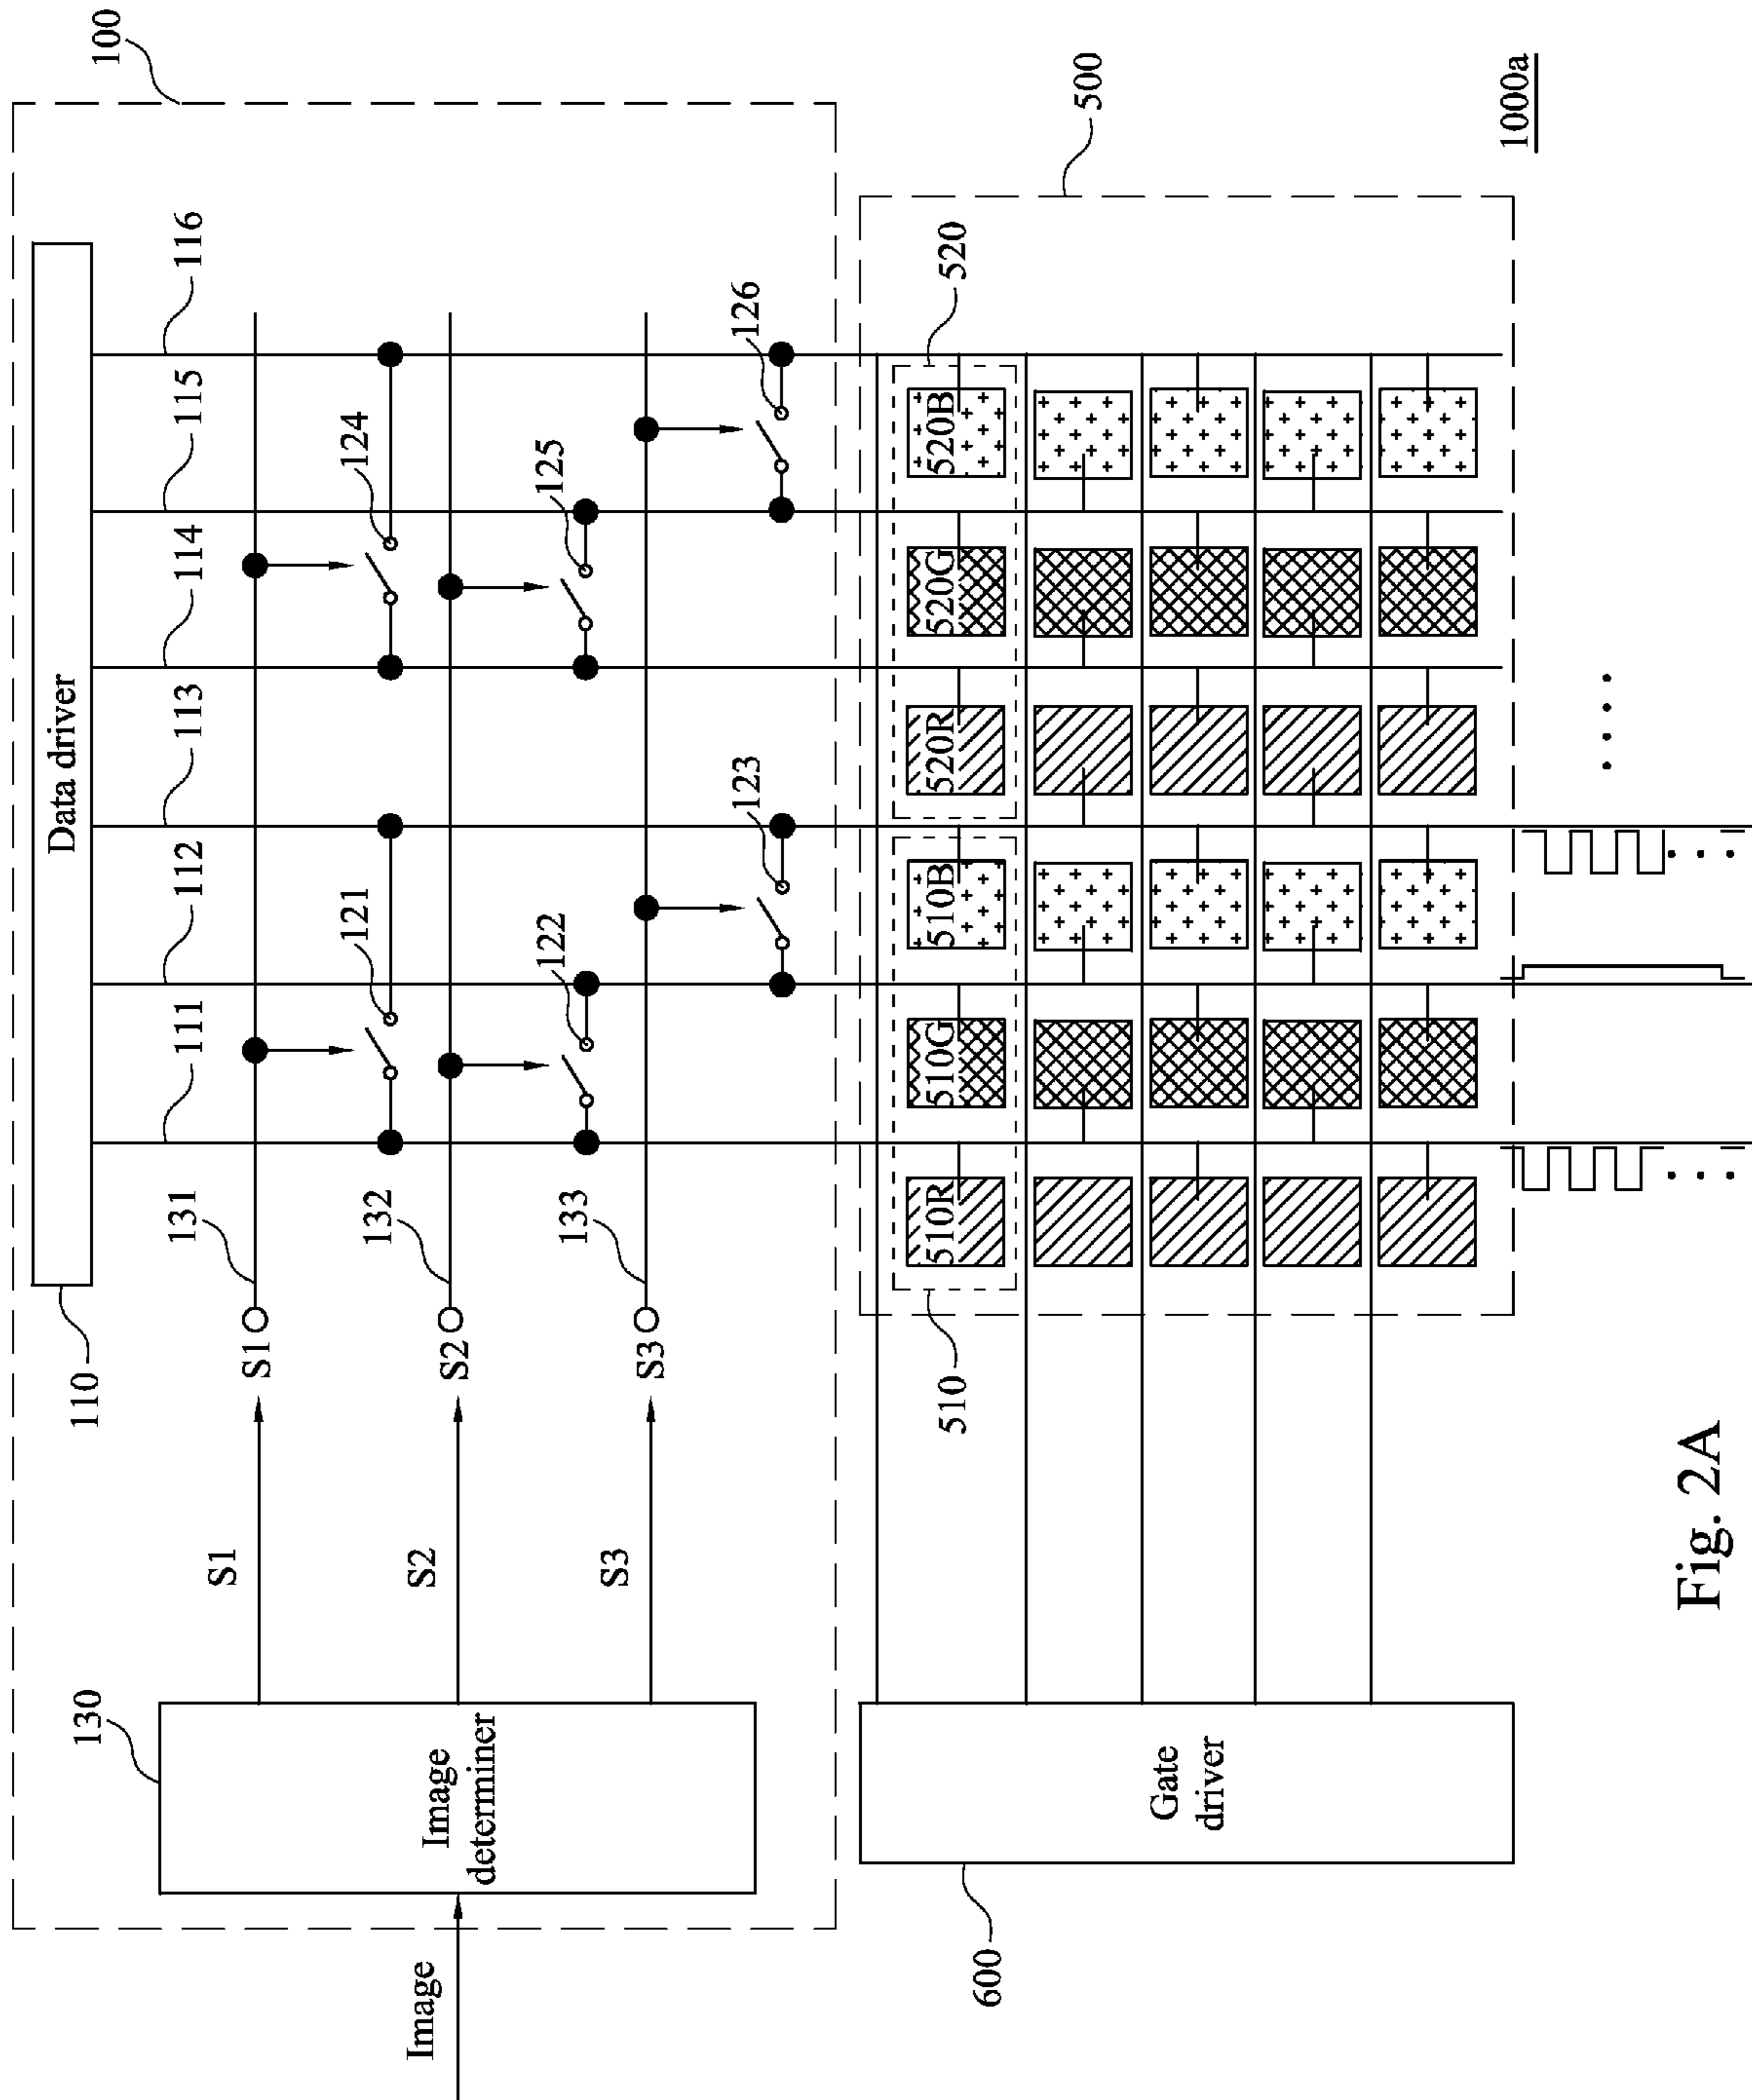 100
Data driver
110
111
112
113
114
115
116
130
Image
Image
determiner
S1
S2
S3
S1
S2
S3
131
132
133
121
122
123
124
125
126
500
510
520
510R
510G
510B
520R
520G
520B
600
Gate
driver
1000a
Fig. 2A